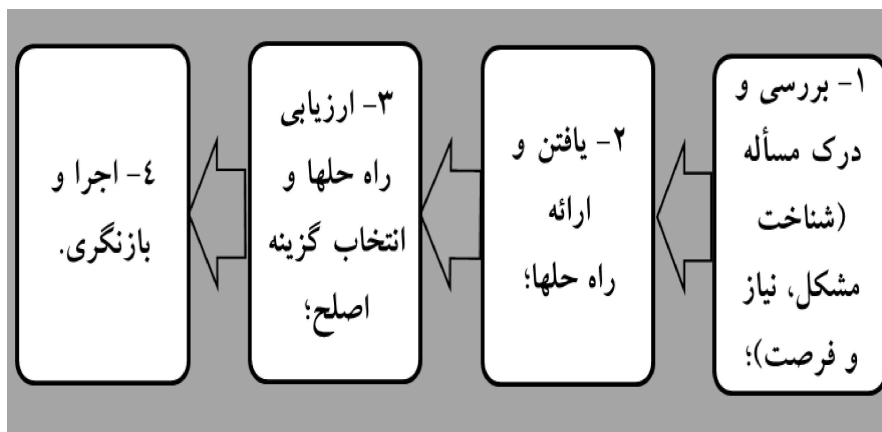 ۱- بررسی و
درک مسأله
(شناخت
مشکل، نیاز
و فرصت)؛
۲- یافتن و
ارائه
راه حلها؛
۳- ارزیابی
راه حلها و
انتخاب گزینه
اصلح؛
٤- اجرا و
بازنگری.